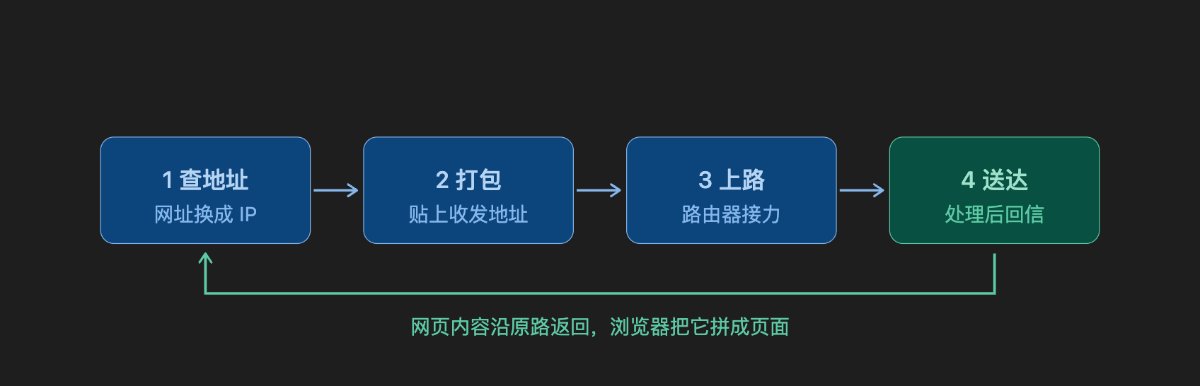 1 查地址
网址换成 IP
2 打包
贴上收发地址
3 上路
路由器接力
4 送达
处理后回信
网页内容沿原路返回，浏览器把它拼成页面